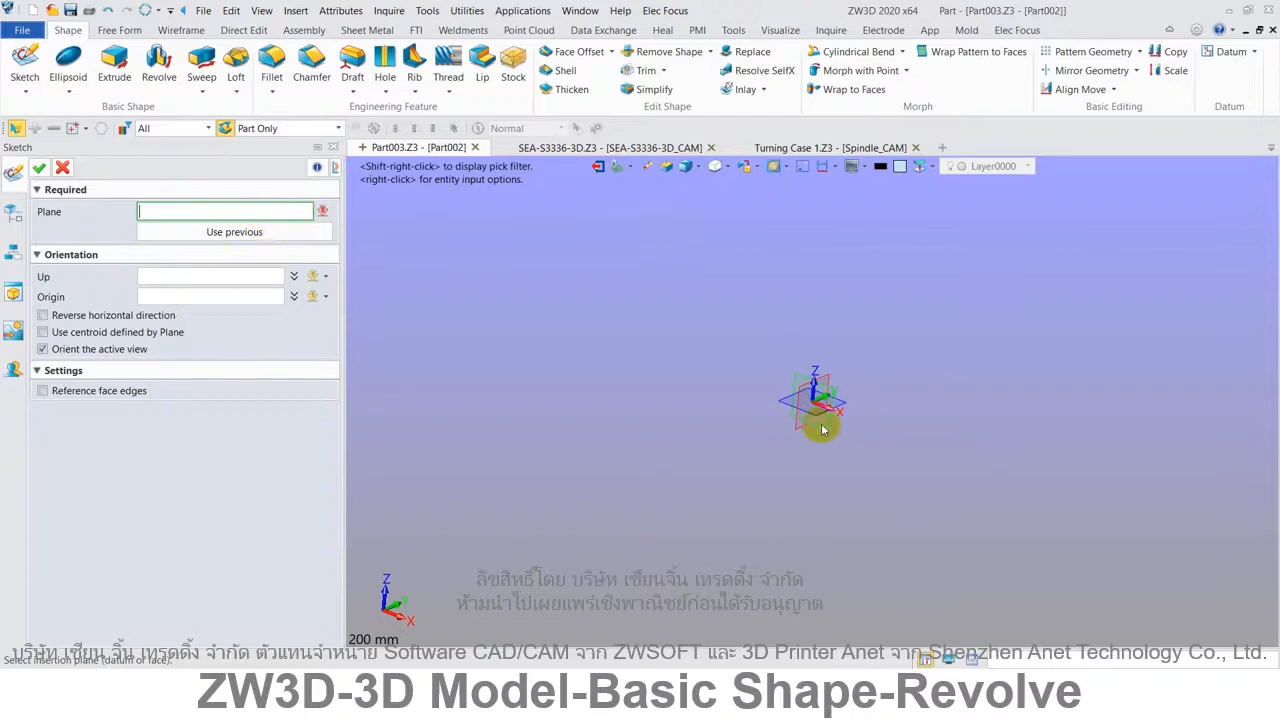 File Edit View Insert Attributes Inquire Tools Utilities Applications Window Help Elec Focus ZW3D 2020 x64 Part - [Part003.Z3 - [Part002]]
File Shape Free Form Wireframe Direct Edit Assembly Sheet Metal FTI Weldments Point Cloud Data Exchange Heal PMI Tools Visualize Inquire Electrode App Mold Elec Focus
Sketch Ellipsoid Extrude Revolve Sweep Loft Fillet Chamfer Draft Hole Rib Thread Lip Stock
Face Offset Remove Shape Replace Cylindrical Bend Wrap Pattern to Faces Pattern Geometry Copy Datum
Shell Trim Resolve SelfX Morph with Point Mirror Geometry Scale
Thicken Simplify Inlay Wrap to Faces Align Move
Basic Shape Engineering Feature Edit Shape Morph Basic Editing Datum
All Part Only Normal
Sketch
Part003.Z3 - [Part002] SEA-S3336-3D.Z3 - [SEA-S3336-3D_CAM] Turning Case 1.Z3 - [Spindle_CAM]
<Shift-right-click> to display pick filter.
<right-click> for entity input options.
Layer0000
Required
Plane
Use previous
Orientation
Up
Origin
Reverse horizontal direction
Use centroid defined by Plane
Orient the active view
Settings
Reference face edges
Z
X
Z
X
200 mm
ลิขสิทธิ์โดย บริษัท เซียนจิ้น เทรดดิ้ง จำกัด
ห้ามนำไปเผยแพร่เชิงพาณิชย์ก่อนได้รับอนุญาต
บริษัท เซียน จิ้น เทรดดิ้ง จำกัด ตัวแทนจำหน่าย Software CAD/CAM จาก ZWSOFT และ 3D Printer Anet จาก Shenzhen Anet Technology Co., Ltd.
Select insertion plane (datum or face):
ZW3D-3D Model-Basic Shape-Revolve